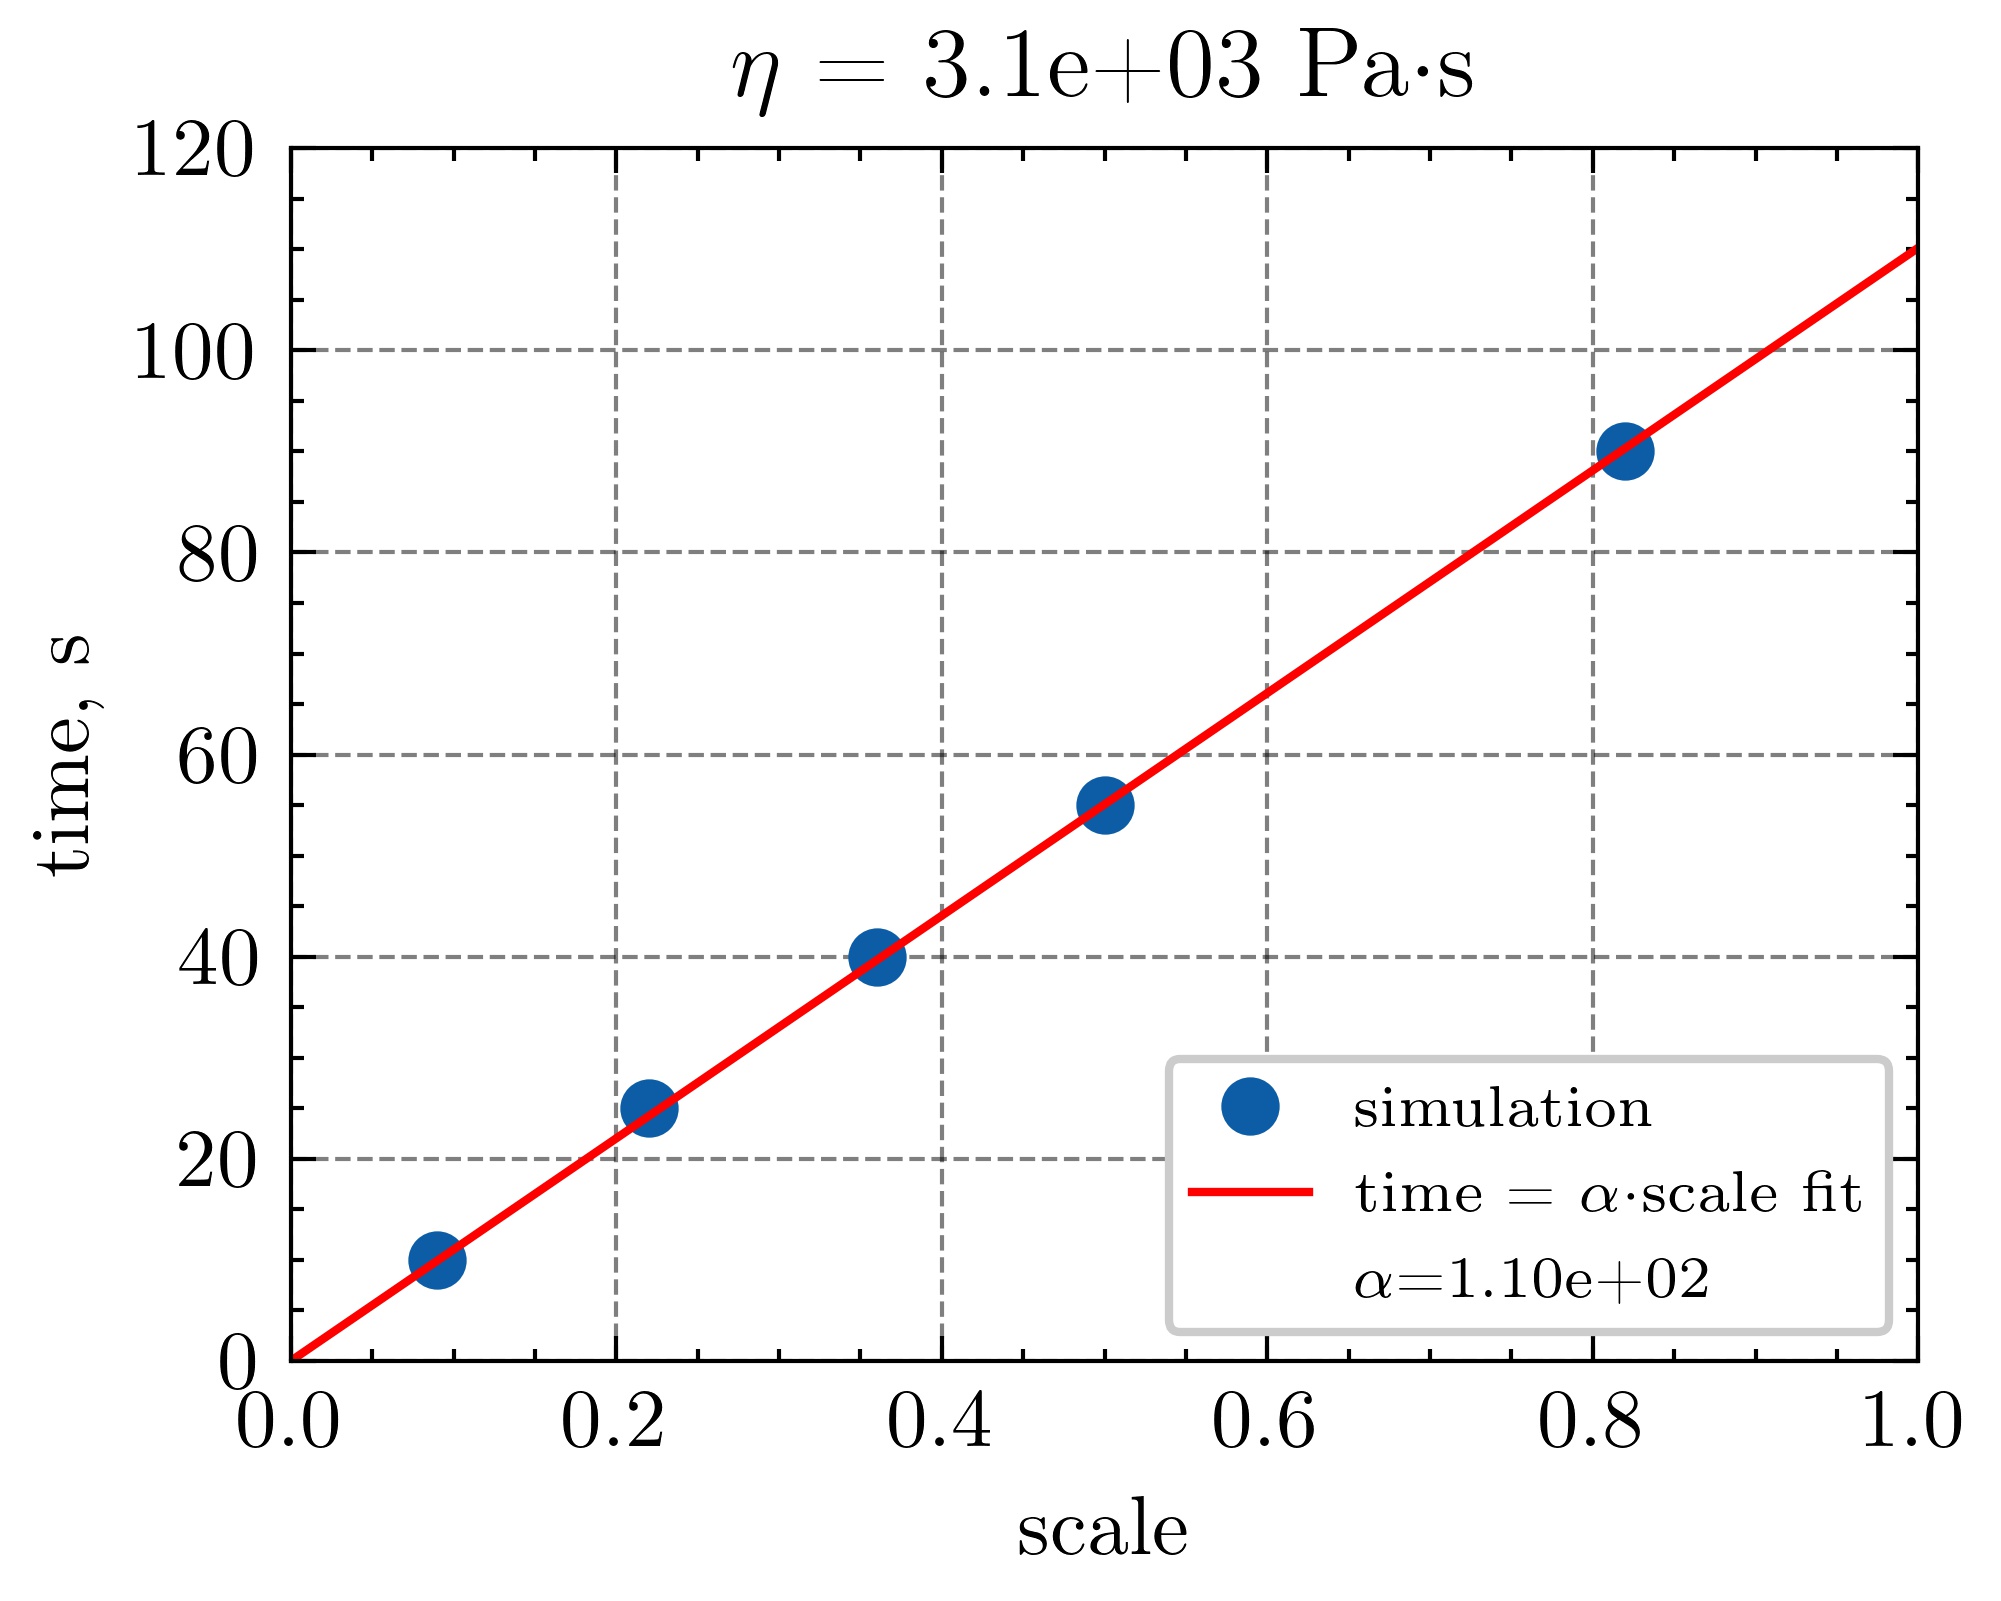 η = 3.1e+03 Pa·s
120
100
80
60
40
20
0
time, s
0.0 0.2 0.4 0.6 0.8 1.0
scale
simulation
time = α·scale fit
α=1.10e+02